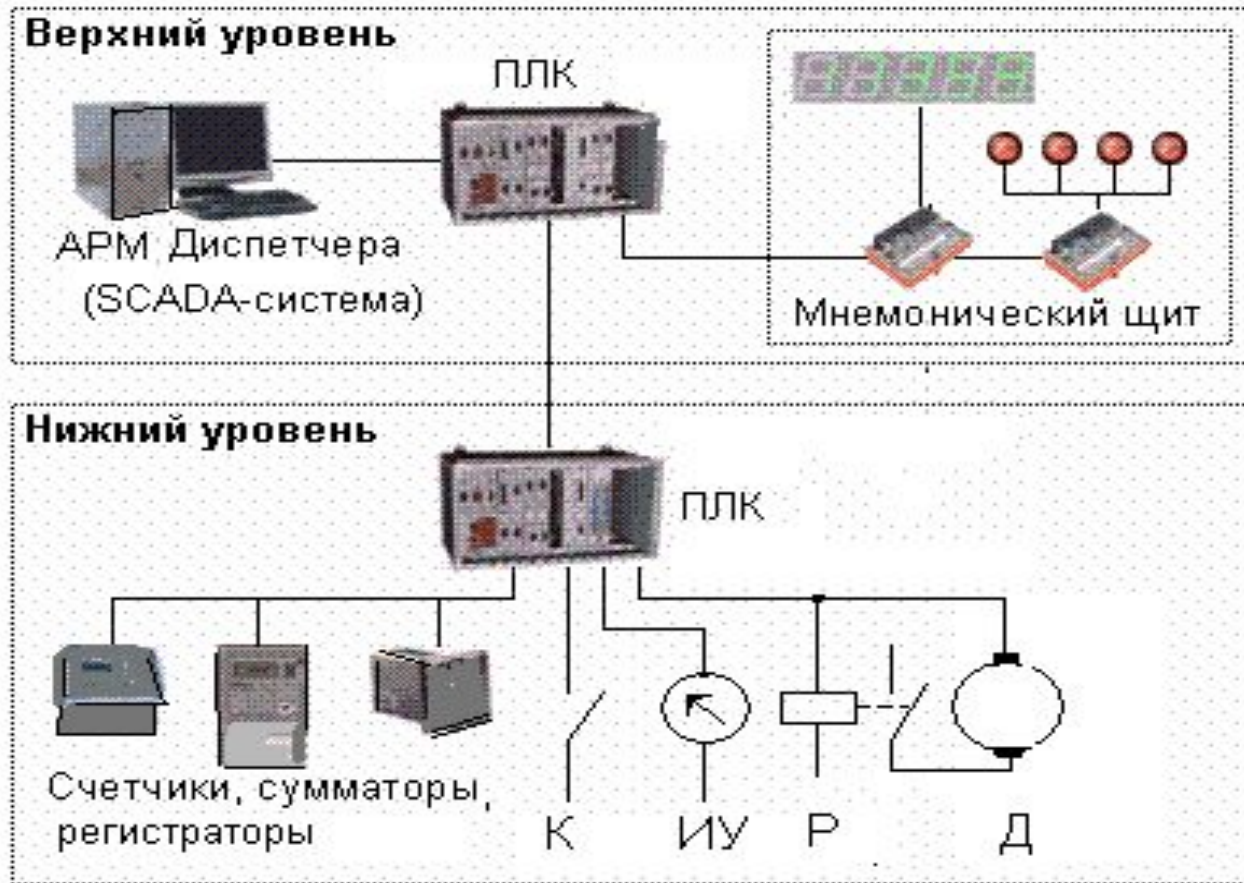 Верхний уровень
ПЛК
АРМ Диспетчера
(SCADA-система)
Мнемонический щит
Нижний уровень
ПЛК
Счетчики, сумматоры,
регистраторы
К ИУ Р Д